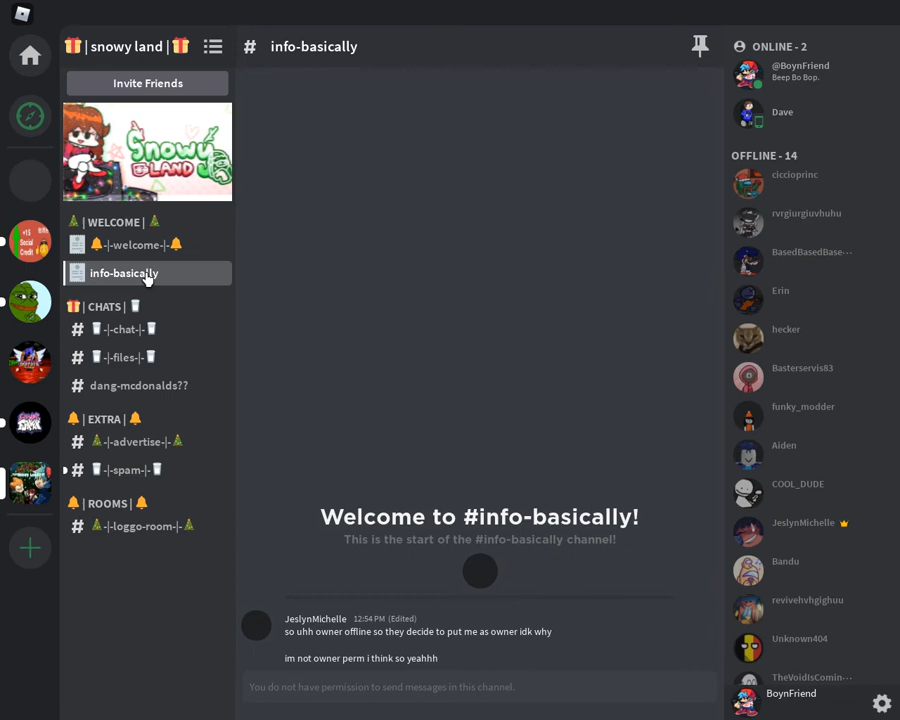 🎁 | snowy land | 🎁
Invite Friends
Snowy
LAND
+15
Social
Credit
🎄 | WELCOME | 🎄
🔔-|-welcome-|-🔔
info-basically
🎁 | CHATS | 🥛
# 🥛-|-chat-|-🥛
# 🥛-|-files-|-🥛
# dang-mcdonalds??
🔔 | EXTRA | 🔔
# 🎄-|-advertise-|-🎄
# 🥛-|-spam-|-🥛
🔔 | ROOMS | 🔔
# 🎄-|-loggo-room-|-🎄
# info-basically
Welcome to #info-basically!
This is the start of the #info-basically channel!
JeslynMichelle 12:54 PM (Edited)
so uhh owner offline so they decide to put me as owner idk why
im not owner perm i think so yeahhh
You do not have permission to send messages in this channel.
ONLINE - 2
@BoynFriend
Beep Bo Bop.
Dave
OFFLINE - 14
ciccioprinc
rvrgiurgiuvhuhu
BasedBasedBase---
Erin
hecker
Basterservis83
funky_modder
Aiden
COOL_DUDE
JeslynMichelle
Bandu
revivehvhgighuu
Unknown404
TheVoidIsComin---
BoynFriend